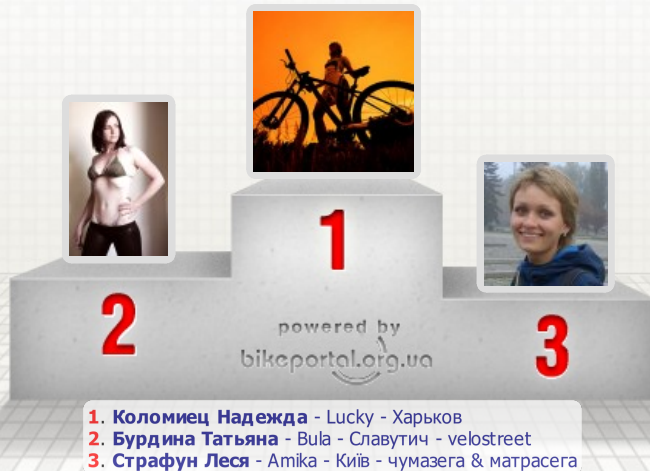 1
2
3
powered by
bikeportal.org.ua
1. Коломиец Надежда - Lucky - Харьков
2. Бурдина Татьяна - Bula - Славутич - velostreet
3. Страфун Леся - Amika - Київ - чумазега & матрасега